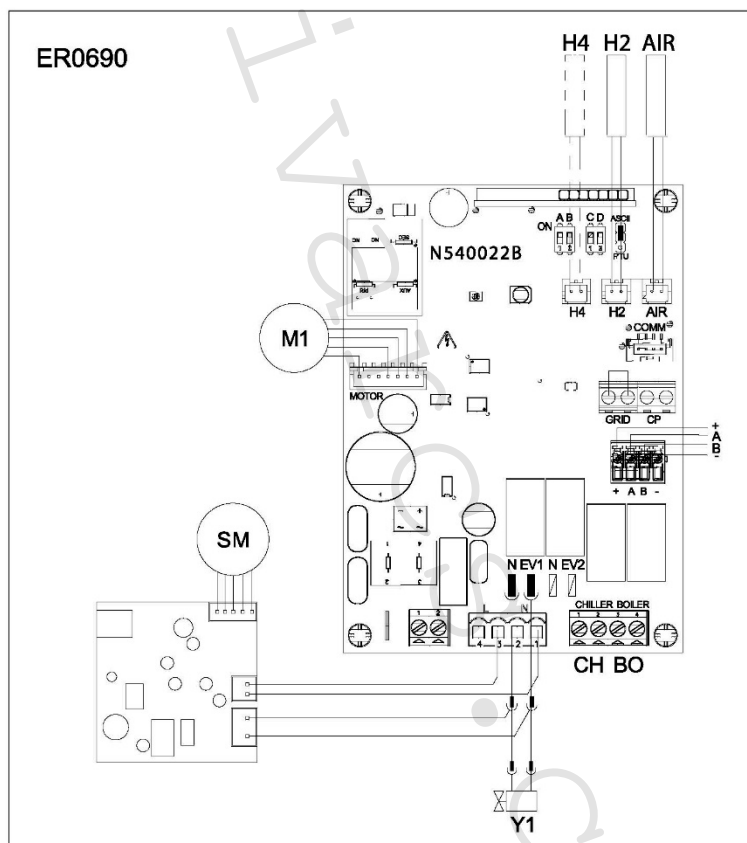 ER0690
H4 H2 AIR
A B
ON
C D
ASCII
RTU
N540022B
M1
MOTOR
H4 H2 AIR
COMM
GRID CP
+
A
B
-
+ A B -
SM
N EV1 N EV2
L N
4 3 2 1
1 2
CHILLER BOILER
1 2 3 4
CH BO
Y1